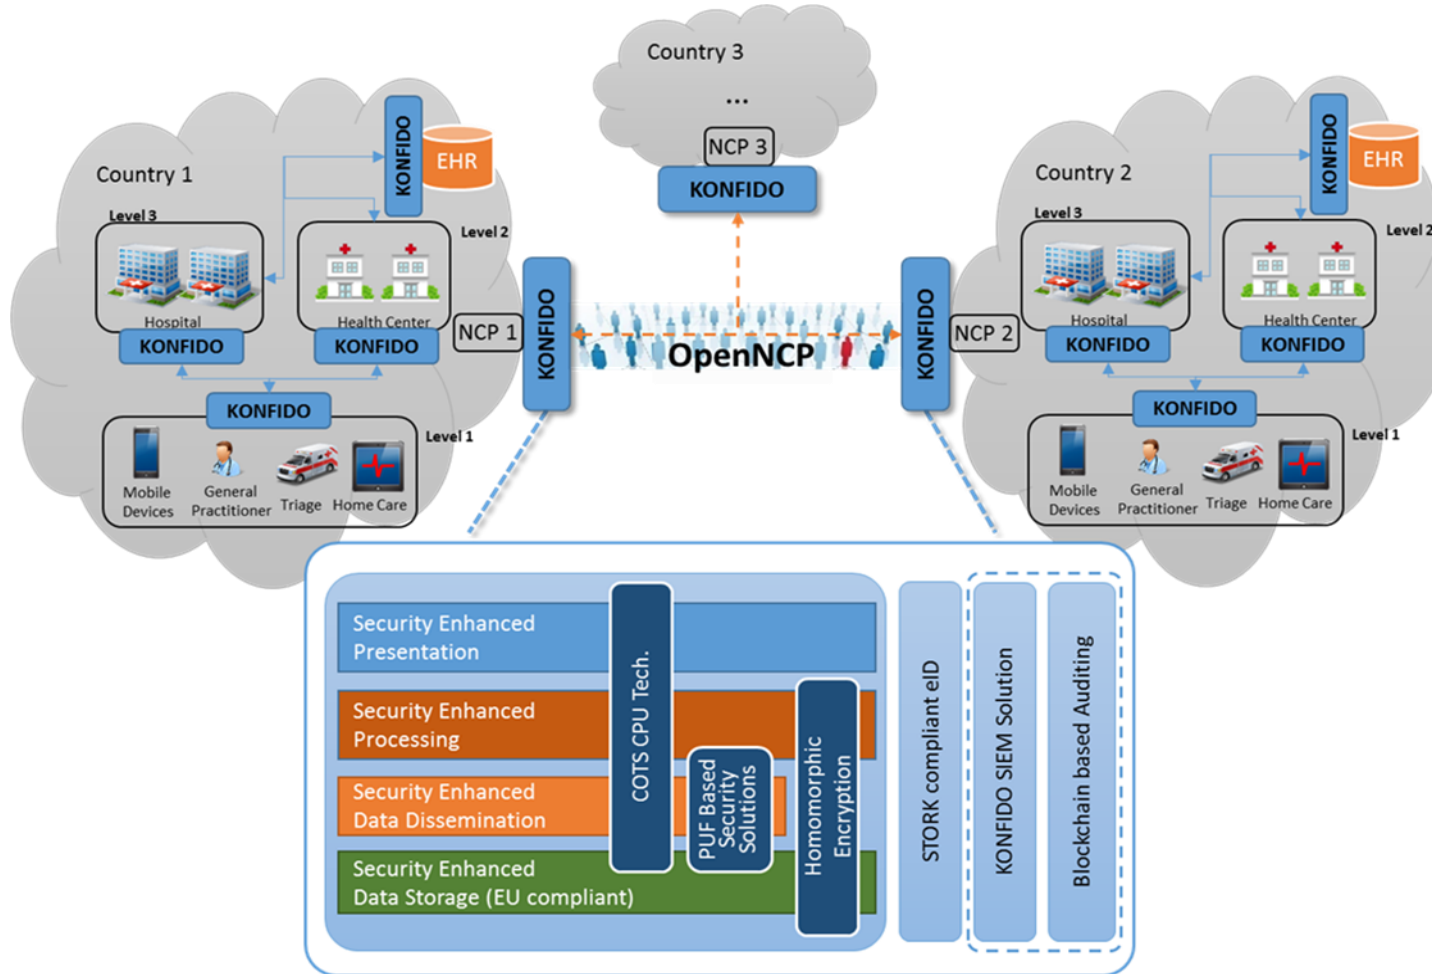 Country 3
...
NCP 3
KONFIDO
Country 1
KONFIDO
EHR
Level 3
Level 2
Hospital
Health Center
KONFIDO
KONFIDO
NCP 1
KONFIDO
KONFIDO
Level 1
Mobile
Devices
General
Practitioner
Triage
Home Care
OpenNCP
Country 2
KONFIDO
EHR
Level 3
Level 2
Hospital
Health Center
KONFIDO
KONFIDO
KONFIDO
NCP 2
KONFIDO
Level 1
Mobile
Devices
General
Practitioner
Triage
Home Care
Security Enhanced
Presentation
Security Enhanced
Processing
Security Enhanced
Data Dissemination
Security Enhanced
Data Storage (EU compliant)
COTS CPU Tech.
PUF Based
Security
Solutions
Homomorphic
Encryption
STORK compliant eID
KONFIDO SIEM Solution
Blockchain based Auditing